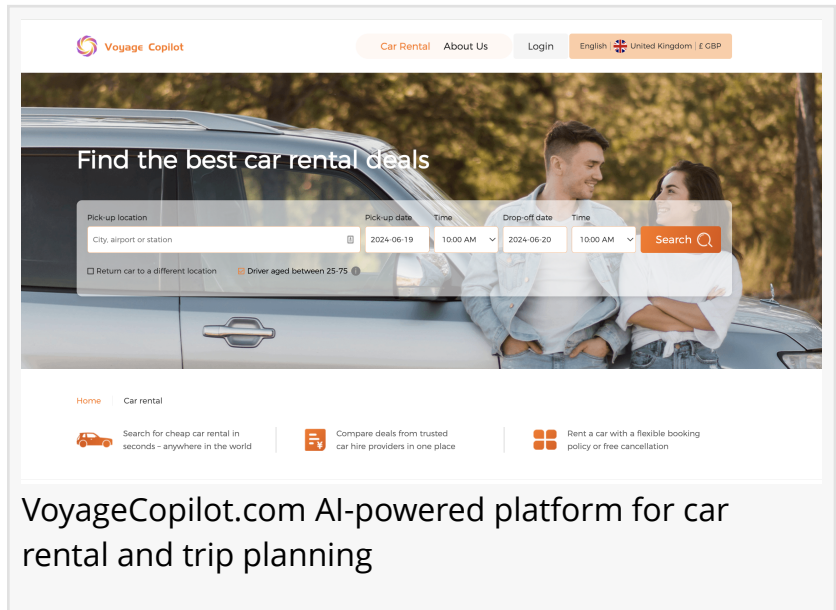 Voyage Copilot
Car Rental About Us Login English United Kingdom £ GBP
Find the best car rental deals
Pick-up location Pick-up date Time Drop-off date Time
City, airport or station 2024-06-19 10:00 AM 2024-06-20 10:00 AM Search
Return car to a different location Driver aged between 25-75
Home Car rental
Search for cheap car rental in
seconds – anywhere in the world
Compare deals from trusted
car hire providers in one place
Rent a car with a flexible booking
policy or free cancellation
VoyageCopilot.com AI-powered platform for car
rental and trip planning